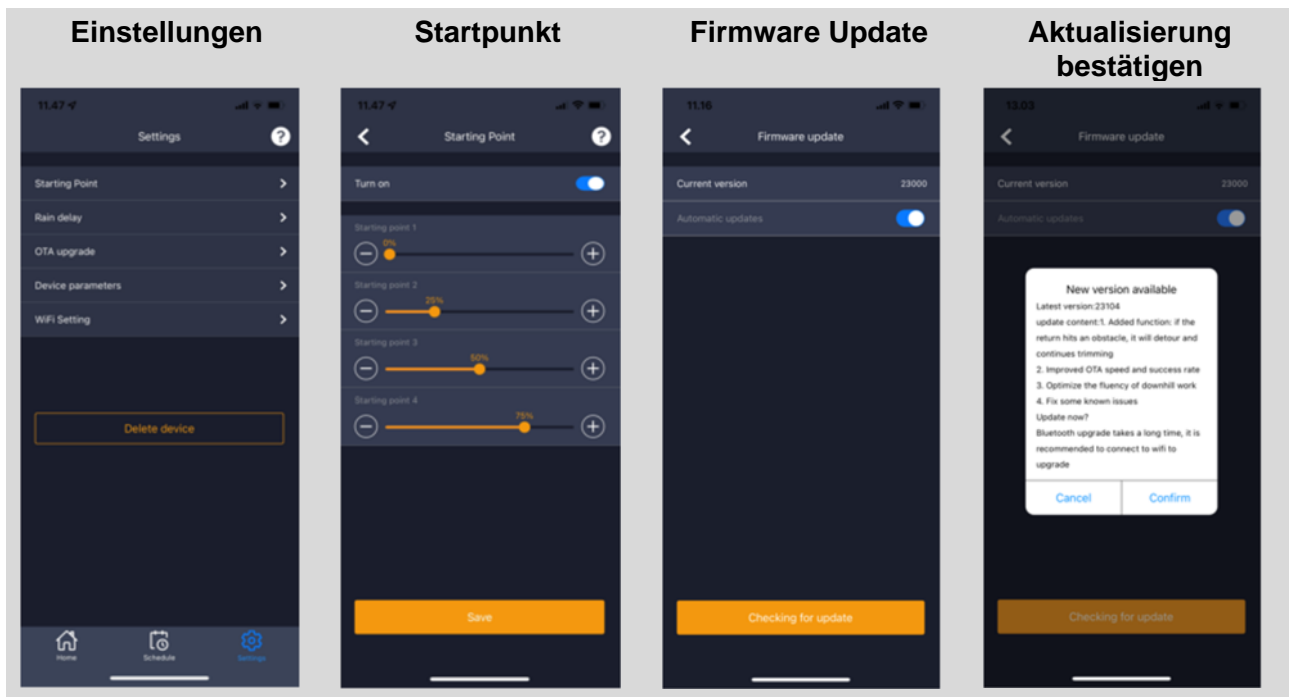 Einstellungen
11.47
Settings
?
Starting Point
Rain delay
OTA upgrade
Device parameters
WiFi Setting
Delete device
Home
Schedule
Settings
Startpunkt
11.47
Starting Point
?
Turn on
Starting point 1
0%
Starting point 2
25%
Starting point 3
50%
Starting point 4
75%
Save
Firmware Update
11.16
Firmware update
Current version 23000
Automatic updates
Checking for update
Aktualisierung
bestätigen
13.03
Firmware update
Current version 23000
Automatic updates
New version available
Latest version:23104
update content:1. Added function: if the
return hits an obstacle, it will detour and
continues trimming
2. Improved OTA speed and success rate
3. Optimize the fluency of downhill work
4. Fix some known issues
Update now?
Bluetooth upgrade takes a long time, it is
recommended to connect to wifi to
upgrade
Cancel Confirm
Checking for update